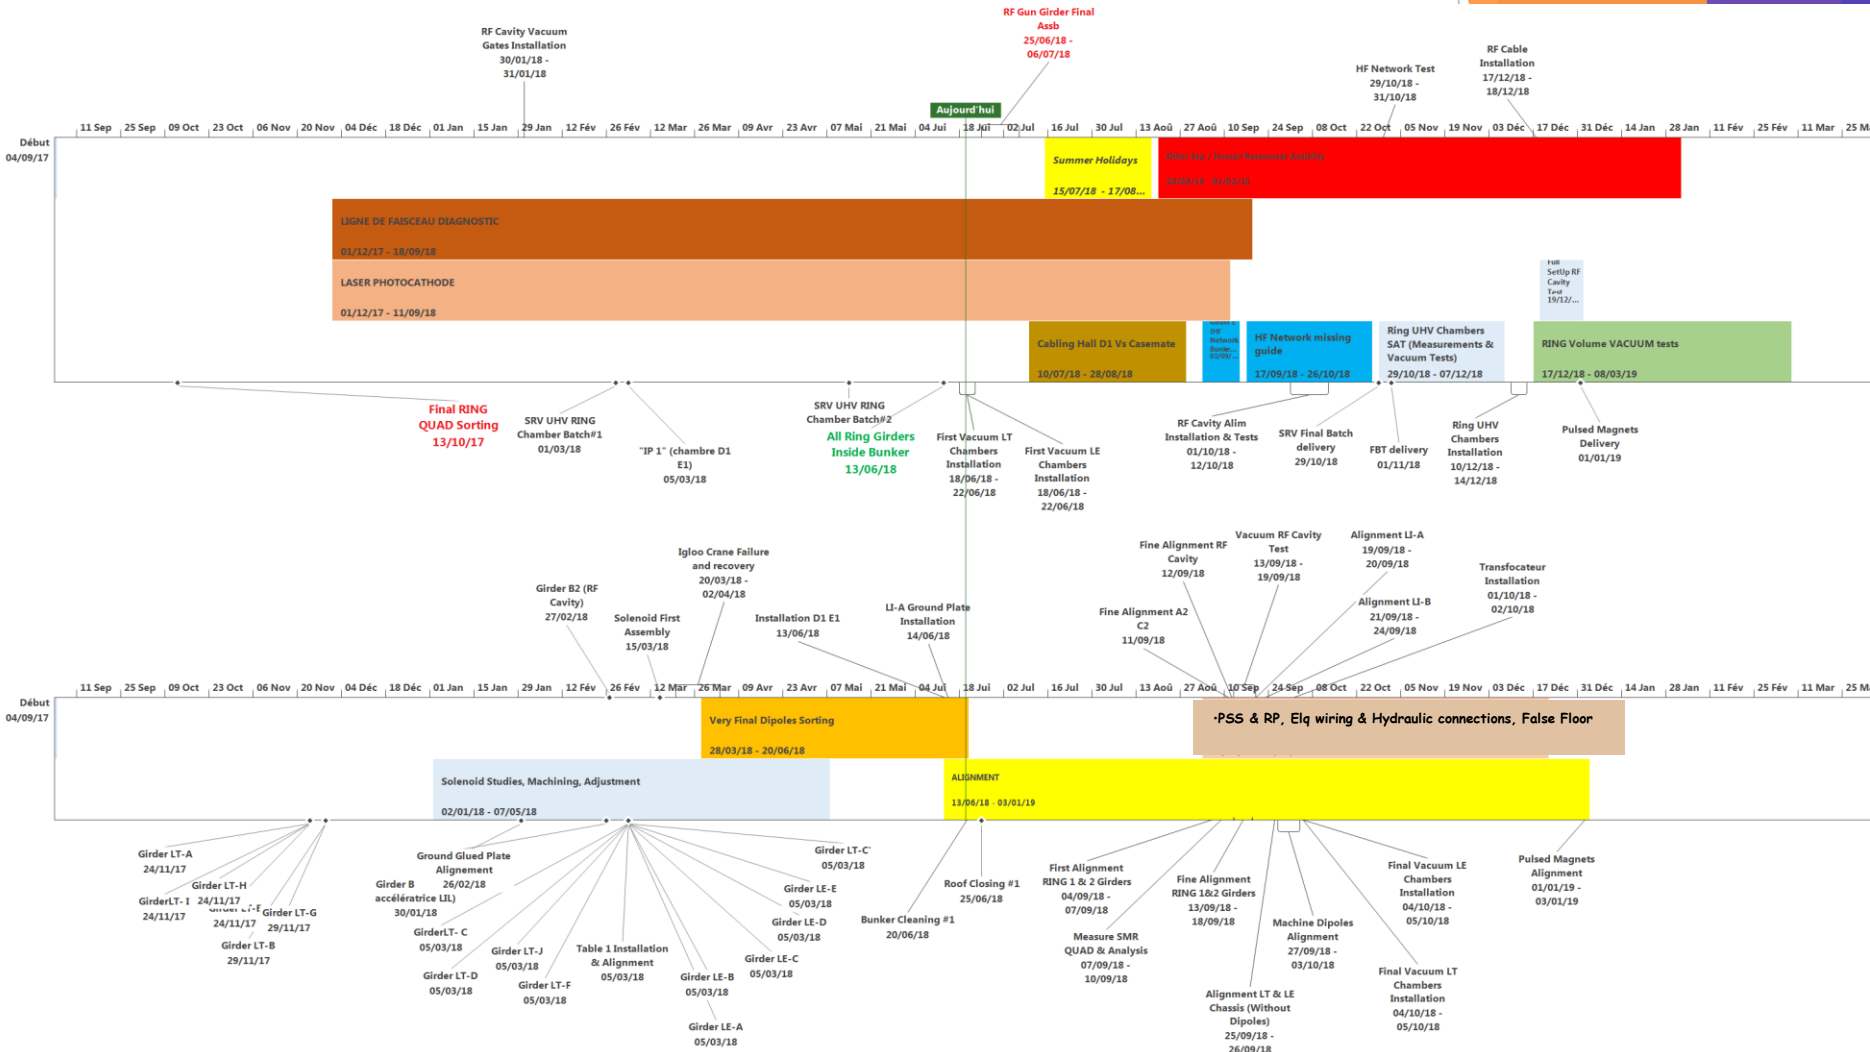 RF Gun Girder Final
Assb
25/06/18 -
06/07/18
RF Cavity Vacuum
Gates Installation
30/01/18 -
31/01/18
RF Cable
Installation
17/12/18 -
18/12/18
HF Network Test
29/10/18 -
31/10/18
Aujourd'hui
11 Sep 25 Sep 09 Oct 23 Oct 06 Nov 20 Nov 04 Déc 18 Déc 01 Jan 15 Jan 29 Jan 12 Fév 26 Fév 12 Mar 26 Mar 09 Avr 23 Avr 07 Mai 21 Mai 04 Jui 18 Jui 02 Jul 16 Jul 30 Jul 13 Aoû 27 Aoû 10 Sep 24 Sep 08 Oct 22 Oct 05 Nov 19 Nov 03 Déc 17 Déc 31 Déc 14 Jan 28 Jan 11 Fév 25 Fév 11 Mar 25 Ma
Début
04/09/17
Summer Holidays
15/07/18 - 17/08...
LIGNE DE FAISCEAU DIAGNOSTIC
01/12/17 - 18/09/18
LASER PHOTOCATHODE
01/12/17 - 11/09/18
Full
SetUp RF
Cavity
Test
19/12/...
Cabling Hall D1 Vs Casemate
10/07/18 - 28/08/18
Network
Bunke...
03/09/...
HF Network missing
guide
17/09/18 - 26/10/18
Ring UHV Chambers
SAT (Measurements &
Vacuum Tests)
29/10/18 - 07/12/18
RING Volume VACUUM tests
17/12/18 - 08/03/19
Final RING
QUAD Sorting
13/10/17
SRV UHV RING
Chamber Batch#1
01/03/18
"IP 1" (chambre D1
E1)
05/03/18
SRV UHV RING
Chamber Batch#2
All Ring Girders
Inside Bunker
13/06/18
First Vacuum LT
Chambers
Installation
18/06/18 -
22/06/18
First Vacuum LE
Chambers
Installation
18/06/18 -
22/06/18
RF Cavity Alim
Installation & Tests
01/10/18 -
12/10/18
SRV Final Batch
delivery
29/10/18
FBT delivery
01/11/18
Ring UHV
Chambers
Installation
10/12/18 -
14/12/18
Pulsed Magnets
Delivery
01/01/19
Girder B2 (RF
Cavity)
27/02/18
Solenoid First
Assembly
15/03/18
Igloo Crane Failure
and recovery
20/03/18 -
02/04/18
Installation D1 E1
13/06/18
LI-A Ground Plate
Installation
14/06/18
Fine Alignment A2
C2
11/09/18
Fine Alignment RF
Cavity
12/09/18
Vacuum RF Cavity
Test
13/09/18 -
19/09/18
Alignment LI-A
19/09/18 -
20/09/18
Alignment LI-B
21/09/18 -
24/09/18
Transfocateur
Installation
01/10/18 -
02/10/18
11 Sep 25 Sep 09 Oct 23 Oct 06 Nov 20 Nov 04 Déc 18 Déc 01 Jan 15 Jan 29 Jan 12 Fév 26 Fév 12 Mar 26 Mar 09 Avr 23 Avr 07 Mai 21 Mai 04 Jui 18 Jui 02 Jul 16 Jul 30 Jul 13 Aoû 27 Aoû 10 Sep 24 Sep 08 Oct 22 Oct 05 Nov 19 Nov 03 Déc 17 Déc 31 Déc 14 Jan 28 Jan 11 Fév 25 Fév 11 Mar 25 Ma
Début
04/09/17
Very Final Dipoles Sorting
28/03/18 - 20/06/18
•PSS & RP, Elq wiring & Hydraulic connections, False Floor
Solenoid Studies, Machining, Adjustment
02/01/18 - 07/05/18
ALIGNMENT
13/06/18 - 03/01/19
Girder LT-A
24/11/17
GirderLT- I
24/11/17
Girder LT-H
24/11/17
24/11/17
Girder LT-B
29/11/17
Girder LT-G
29/11/17
Ground Glued Plate
Alignement
26/02/18
Girder B
accélératrice LIL)
30/01/18
GirderLT- C
05/03/18
Girder LT-D
05/03/18
Girder LT-J
05/03/18
Girder LT-F
05/03/18
Table 1 Installation
& Alignment
05/03/18
Girder LE-B
05/03/18
Girder LE-A
05/03/18
Girder LE-C
05/03/18
Girder LE-D
05/03/18
Girder LE-E
05/03/18
Girder LT-C'
05/03/18
Bunker Cleaning #1
20/06/18
Roof Closing #1
25/06/18
First Alignment
RING 1 & 2 Girders
04/09/18 -
07/09/18
Measure SMR
QUAD & Analysis
07/09/18 -
10/09/18
Fine Alignment
RING 1&2 Girders
13/09/18 -
18/09/18
Alignment LT & LE
Chassis (Without
Dipoles)
25/09/18 -
26/09/18
Machine Dipoles
Alignment
27/09/18 -
03/10/18
Final Vacuum LE
Chambers
Installation
04/10/18 -
05/10/18
Final Vacuum LT
Chambers
Installation
04/10/18 -
05/10/18
Pulsed Magnets
Alignment
01/01/19 -
03/01/19